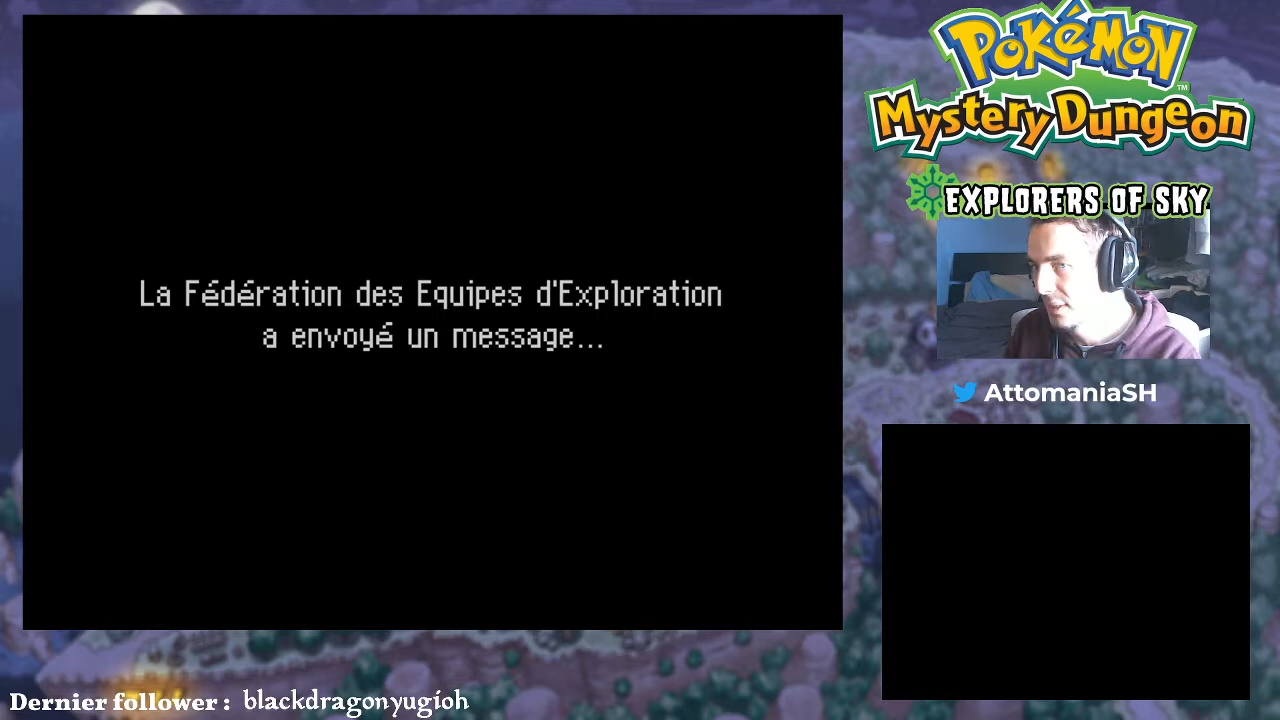 POKÉMON
Mystery Dungeon
EXPLORERS OF SKY
La Fédération des Equipes d'Exploration
a envoyé un message...
AttomaniaSH
Dernier follower : blackdragonyugioh